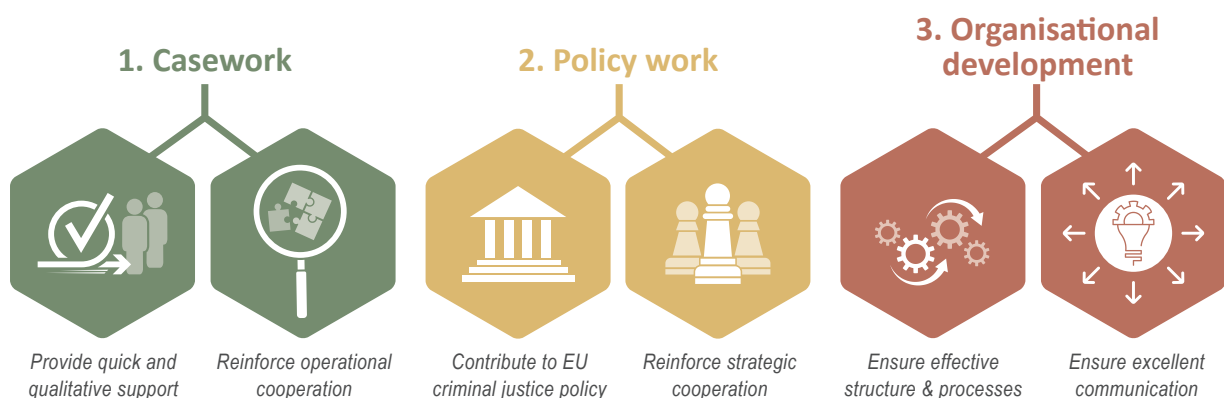 1. Casework
2. Policy work
3. Organisational
development
Provide quick and
qualitative support
Reinforce operational
cooperation
Contribute to EU
criminal justice policy
Reinforce strategic
cooperation
Ensure effective
structure & processes
Ensure excellent
communication